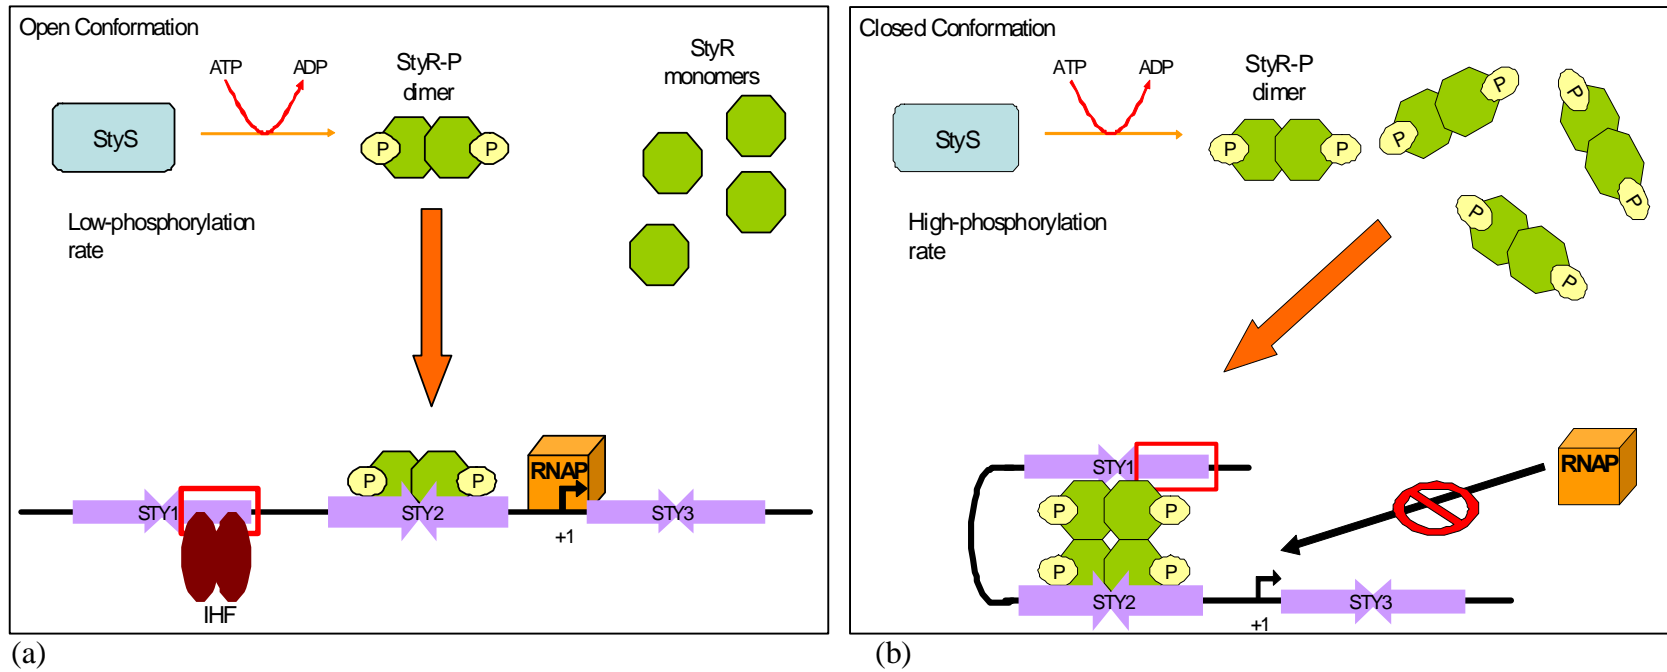 Open Conformation
ATP
ADP
StyR-P
dimer
StyR
monomers
StyS
P
P
Low-phosphorylation
rate
P
P
RNAP
STY1
STY2
STY3
+1
IHF
(a)
Closed Conformation
ATP
ADP
StyR-P
dimer
StyS
P
P
P
P
P
P
P
P
High-phosphorylation
rate
STY1
RNAP
P
P
P
P
STY2
STY3
+1
(b)